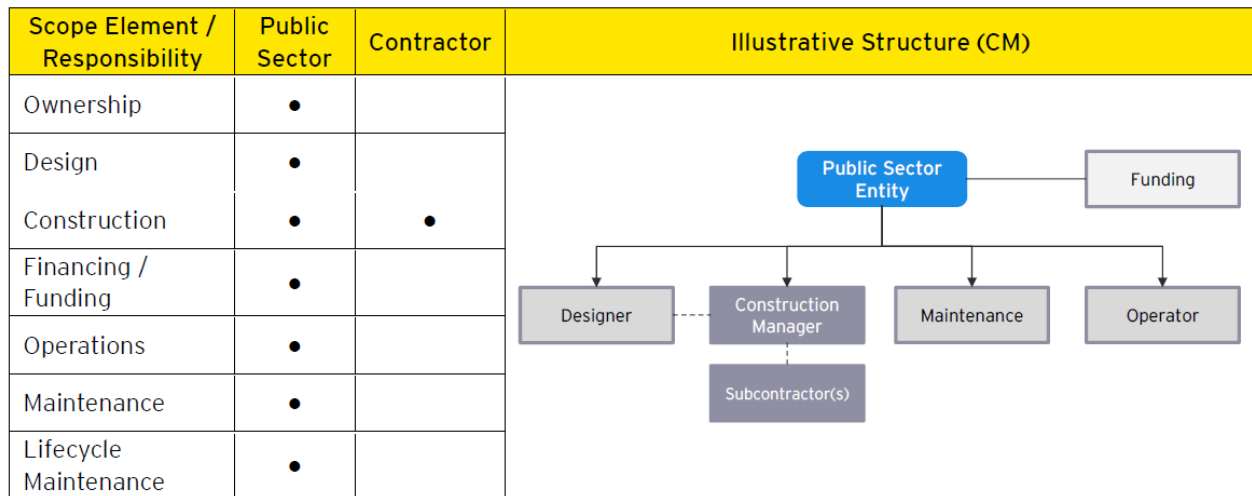 Scope Element /
Responsibility
Public
Sector
Contractor
Illustrative Structure (CM)
Ownership
●
Design
●
Construction
●
●
Financing /
Funding
●
Operations
●
Maintenance
●
Lifecycle
Maintenance
●
Public Sector
Entity
Funding
Designer
Construction
Manager
Maintenance
Operator
Subcontractor(s)